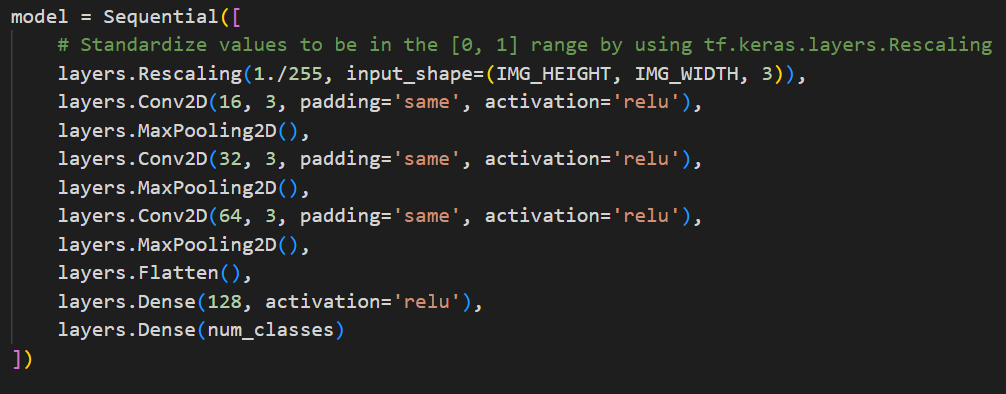 model = Sequential([
    # Standardize values to be in the [0, 1] range by using tf.keras.layers.Rescaling
    layers.Rescaling(1./255, input_shape=(IMG_HEIGHT, IMG_WIDTH, 3)),
    layers.Conv2D(16, 3, padding='same', activation='relu'),
    layers.MaxPooling2D(),
    layers.Conv2D(32, 3, padding='same', activation='relu'),
    layers.MaxPooling2D(),
    layers.Conv2D(64, 3, padding='same', activation='relu'),
    layers.MaxPooling2D(),
    layers.Flatten(),
    layers.Dense(128, activation='relu'),
    layers.Dense(num_classes)
])